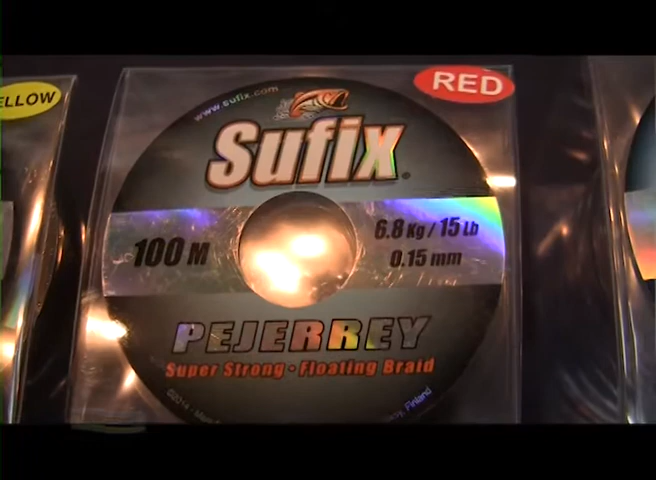 ELLOW
RED
www.sufix.com
Sufix
100 M
6.8 Kg / 15 Lb
0.15 mm
PEJERREY
Super Strong · Floating Braid
Finland